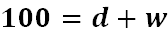 100 = d + w